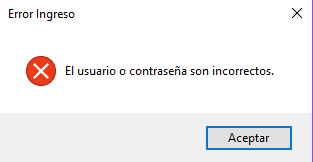 Error Ingreso
El usuario o contraseña son incorrectos.
Aceptar